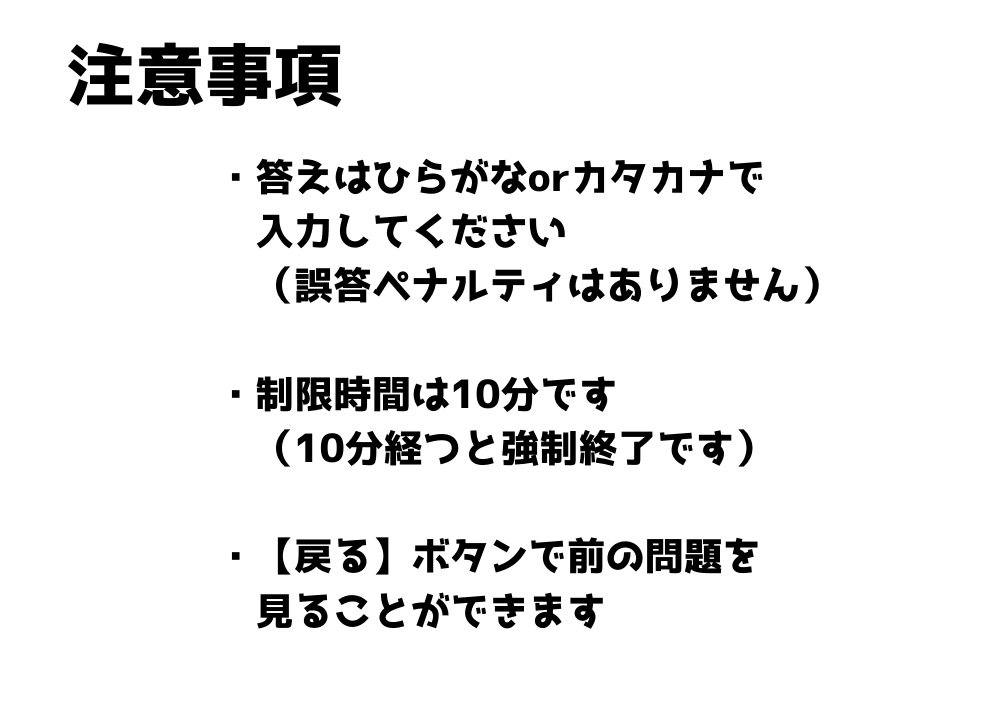 注意事項
・答えはひらがなorカタカナで
入力してください
（誤答ペナルティはありません）
・制限時間は10分です
（10分経つと強制終了です）
・【戻る】ボタンで前の問題を
見ることができます